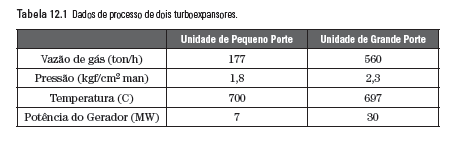 Tabela 12.1 Dados de processo de dois turboexpansores.
Unidade de Pequeno Porte Unidade de Grande Porte
Vazão de gás (ton/h) 177 560
Pressão (kgf/cm² man) 1,8 2,3
Temperatura (C) 700 697
Potência do Gerador (MW) 7 30